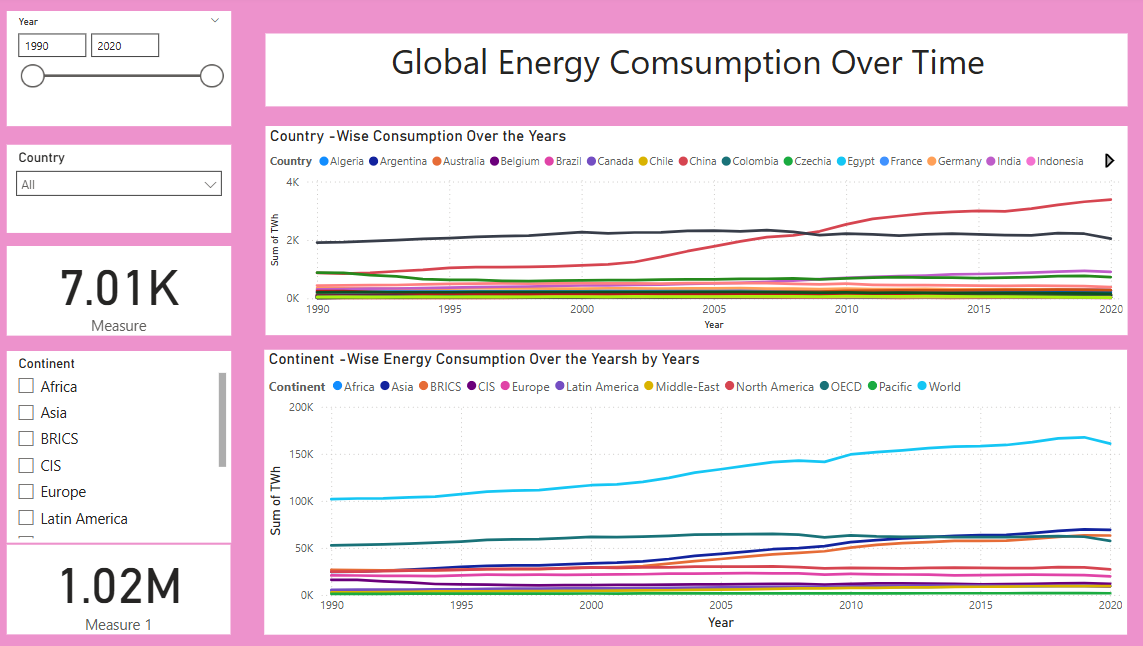 Year
1990 2020
Country
All
7.01K
Measure
Continent
Africa
Asia
BRICS
CIS
Europe
Latin America
1.02M
Measure 1
Global Energy Comsumption Over Time
Country -Wise Consumption Over the Years
Country Algeria Argentina Australia Belgium Brazil Canada Chile China Colombia Czechia Egypt France Germany India Indonesia
4K
2K
0K
Sum of TWh
1990 1995 2000 2005 2010 2015 2020
Year
Continent -Wise Energy Consumption Over the Yearsh by Years
Continent Africa Asia BRICS CIS Europe Latin America Middle-East North America OECD Pacific World
200K
150K
100K
50K
0K
Sum of TWh
1990 1995 2000 2005 2010 2015 2020
Year